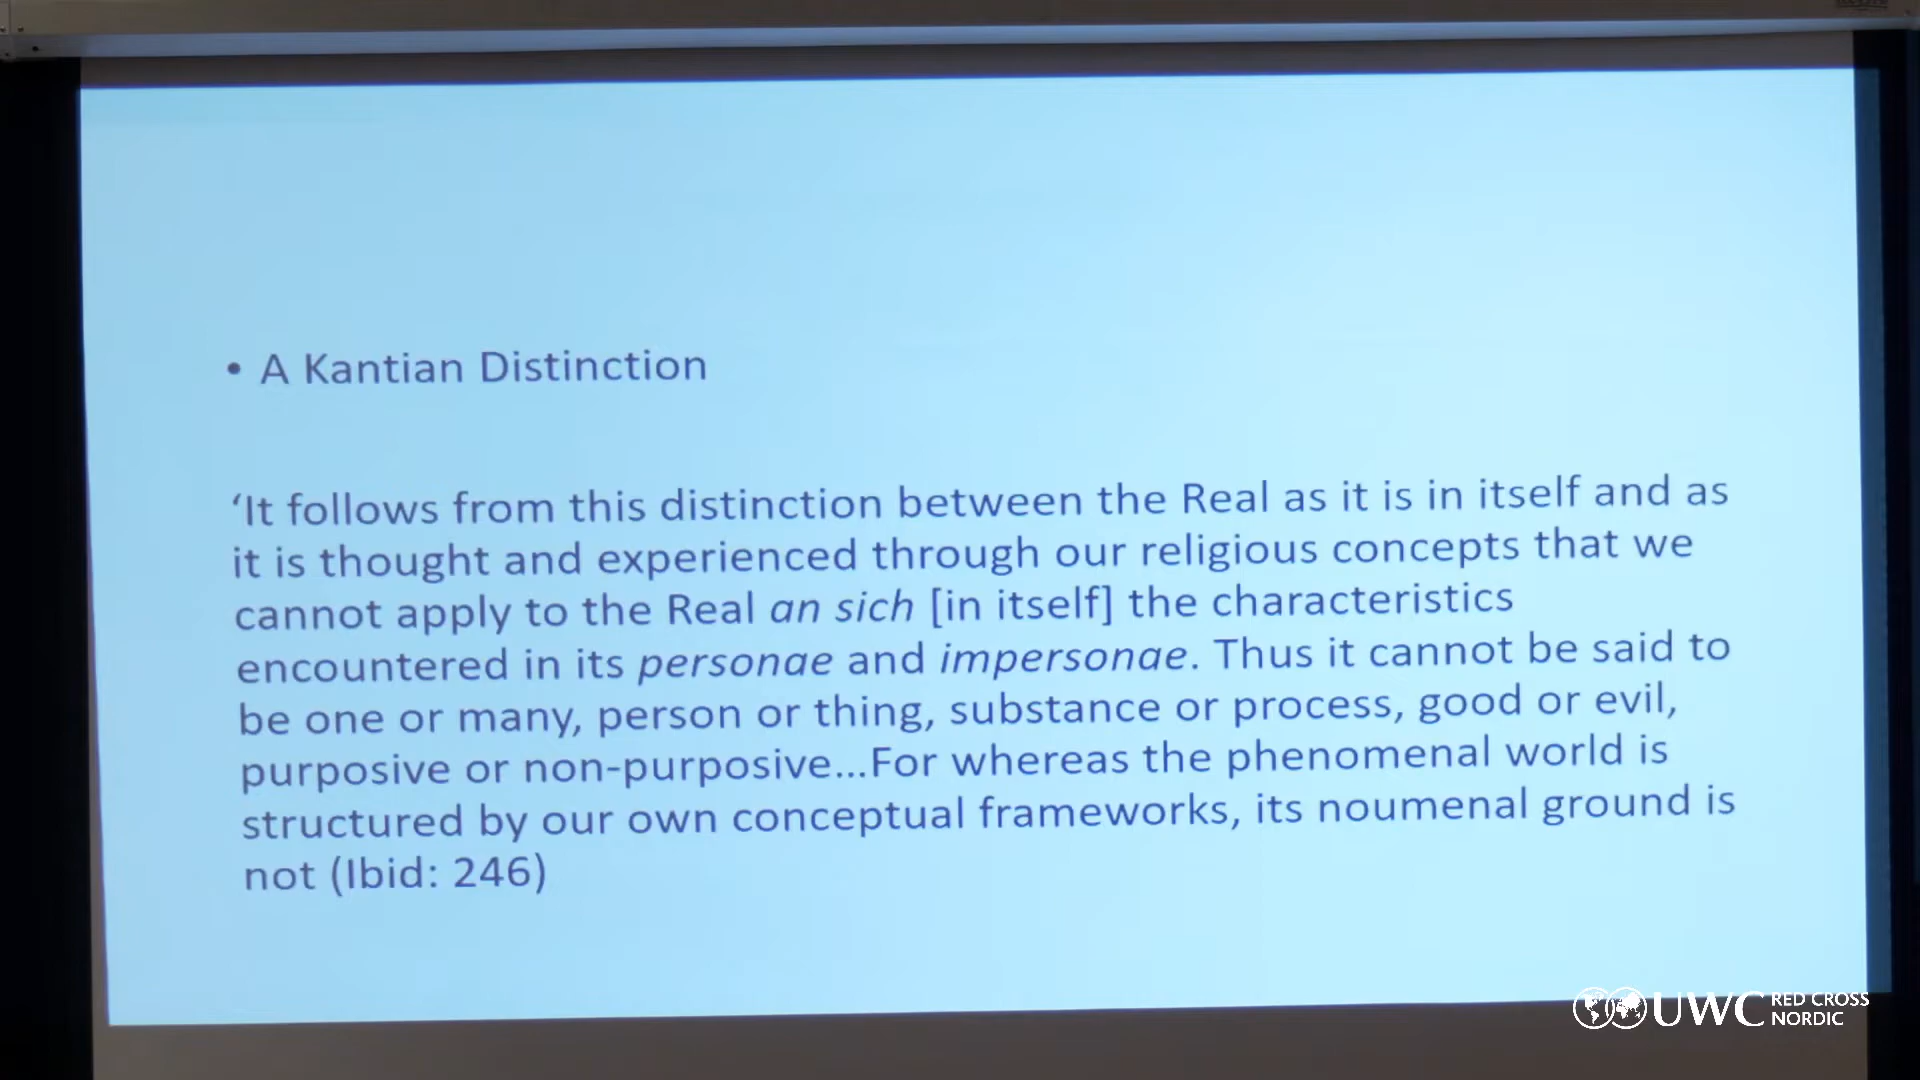 • A Kantian Distinction
‘It follows from this distinction between the Real as it is in itself and as
it is thought and experienced through our religious concepts that we
cannot apply to the Real an sich [in itself] the characteristics
encountered in its personae and impersonae. Thus it cannot be said to
be one or many, person or thing, substance or process, good or evil,
purposive or non-purposive...For whereas the phenomenal world is
structured by our own conceptual frameworks, its noumenal ground is
not (Ibid: 246)
UWC RED CROSS
NORDIC